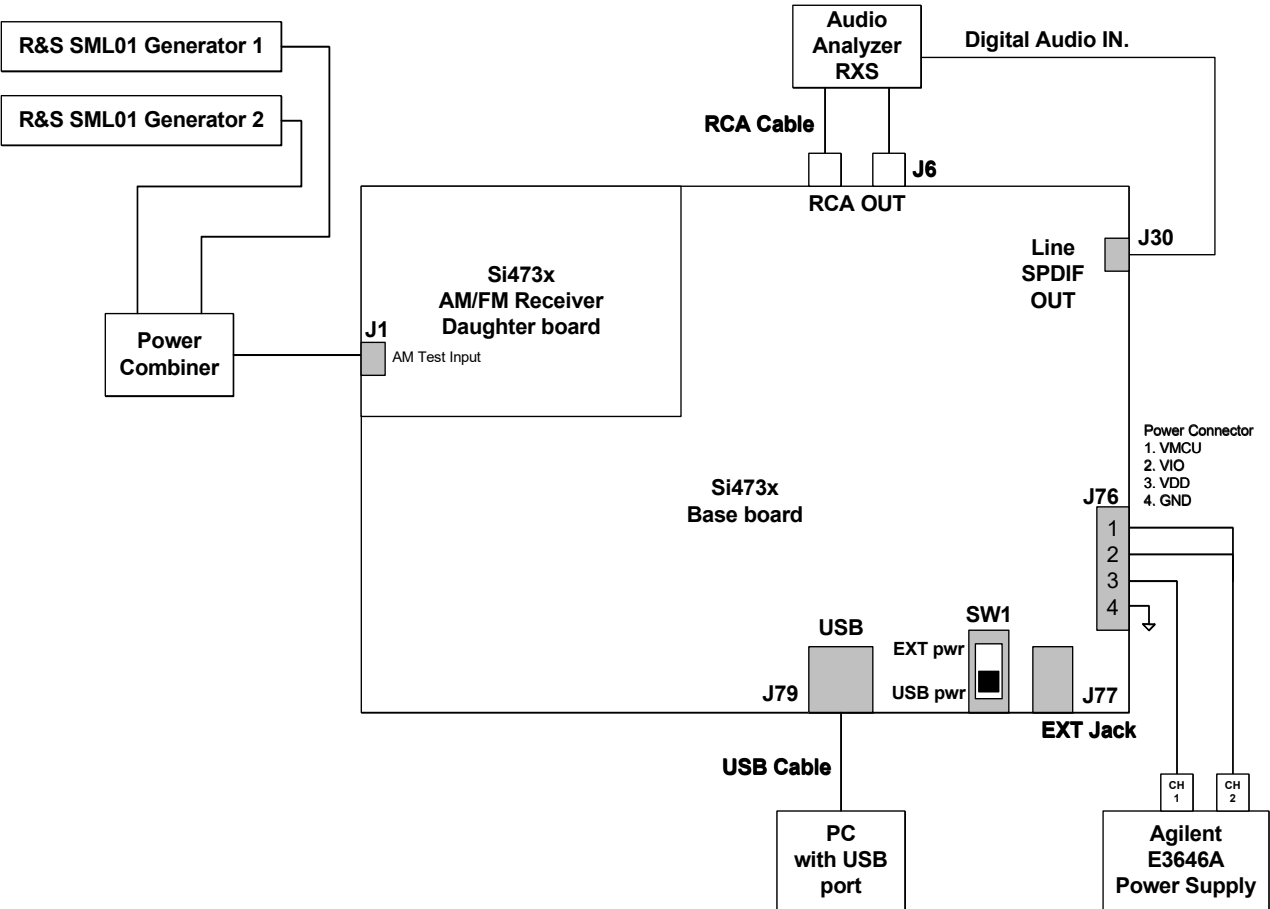 R&S SML01 Generator 1
R&S SML01 Generator 2
Power
Combiner
Audio
Analyzer
RXS
Digital Audio IN.
RCA Cable
J6
RCA OUT
J30
Line
SPDIF
OUT
Si473x
AM/FM Receiver
Daughter board
J1
AM Test Input
Si473x
Base board
Power Connector
1. VMCU
2. VIO
3. VDD
4. GND
J76
1
2
3
4
SW1
USB
EXT pwr
USB pwr
J79
J77
EXT Jack
USB Cable
CH
1
CH
2
PC
with USB
port
Agilent
E3646A
Power Supply